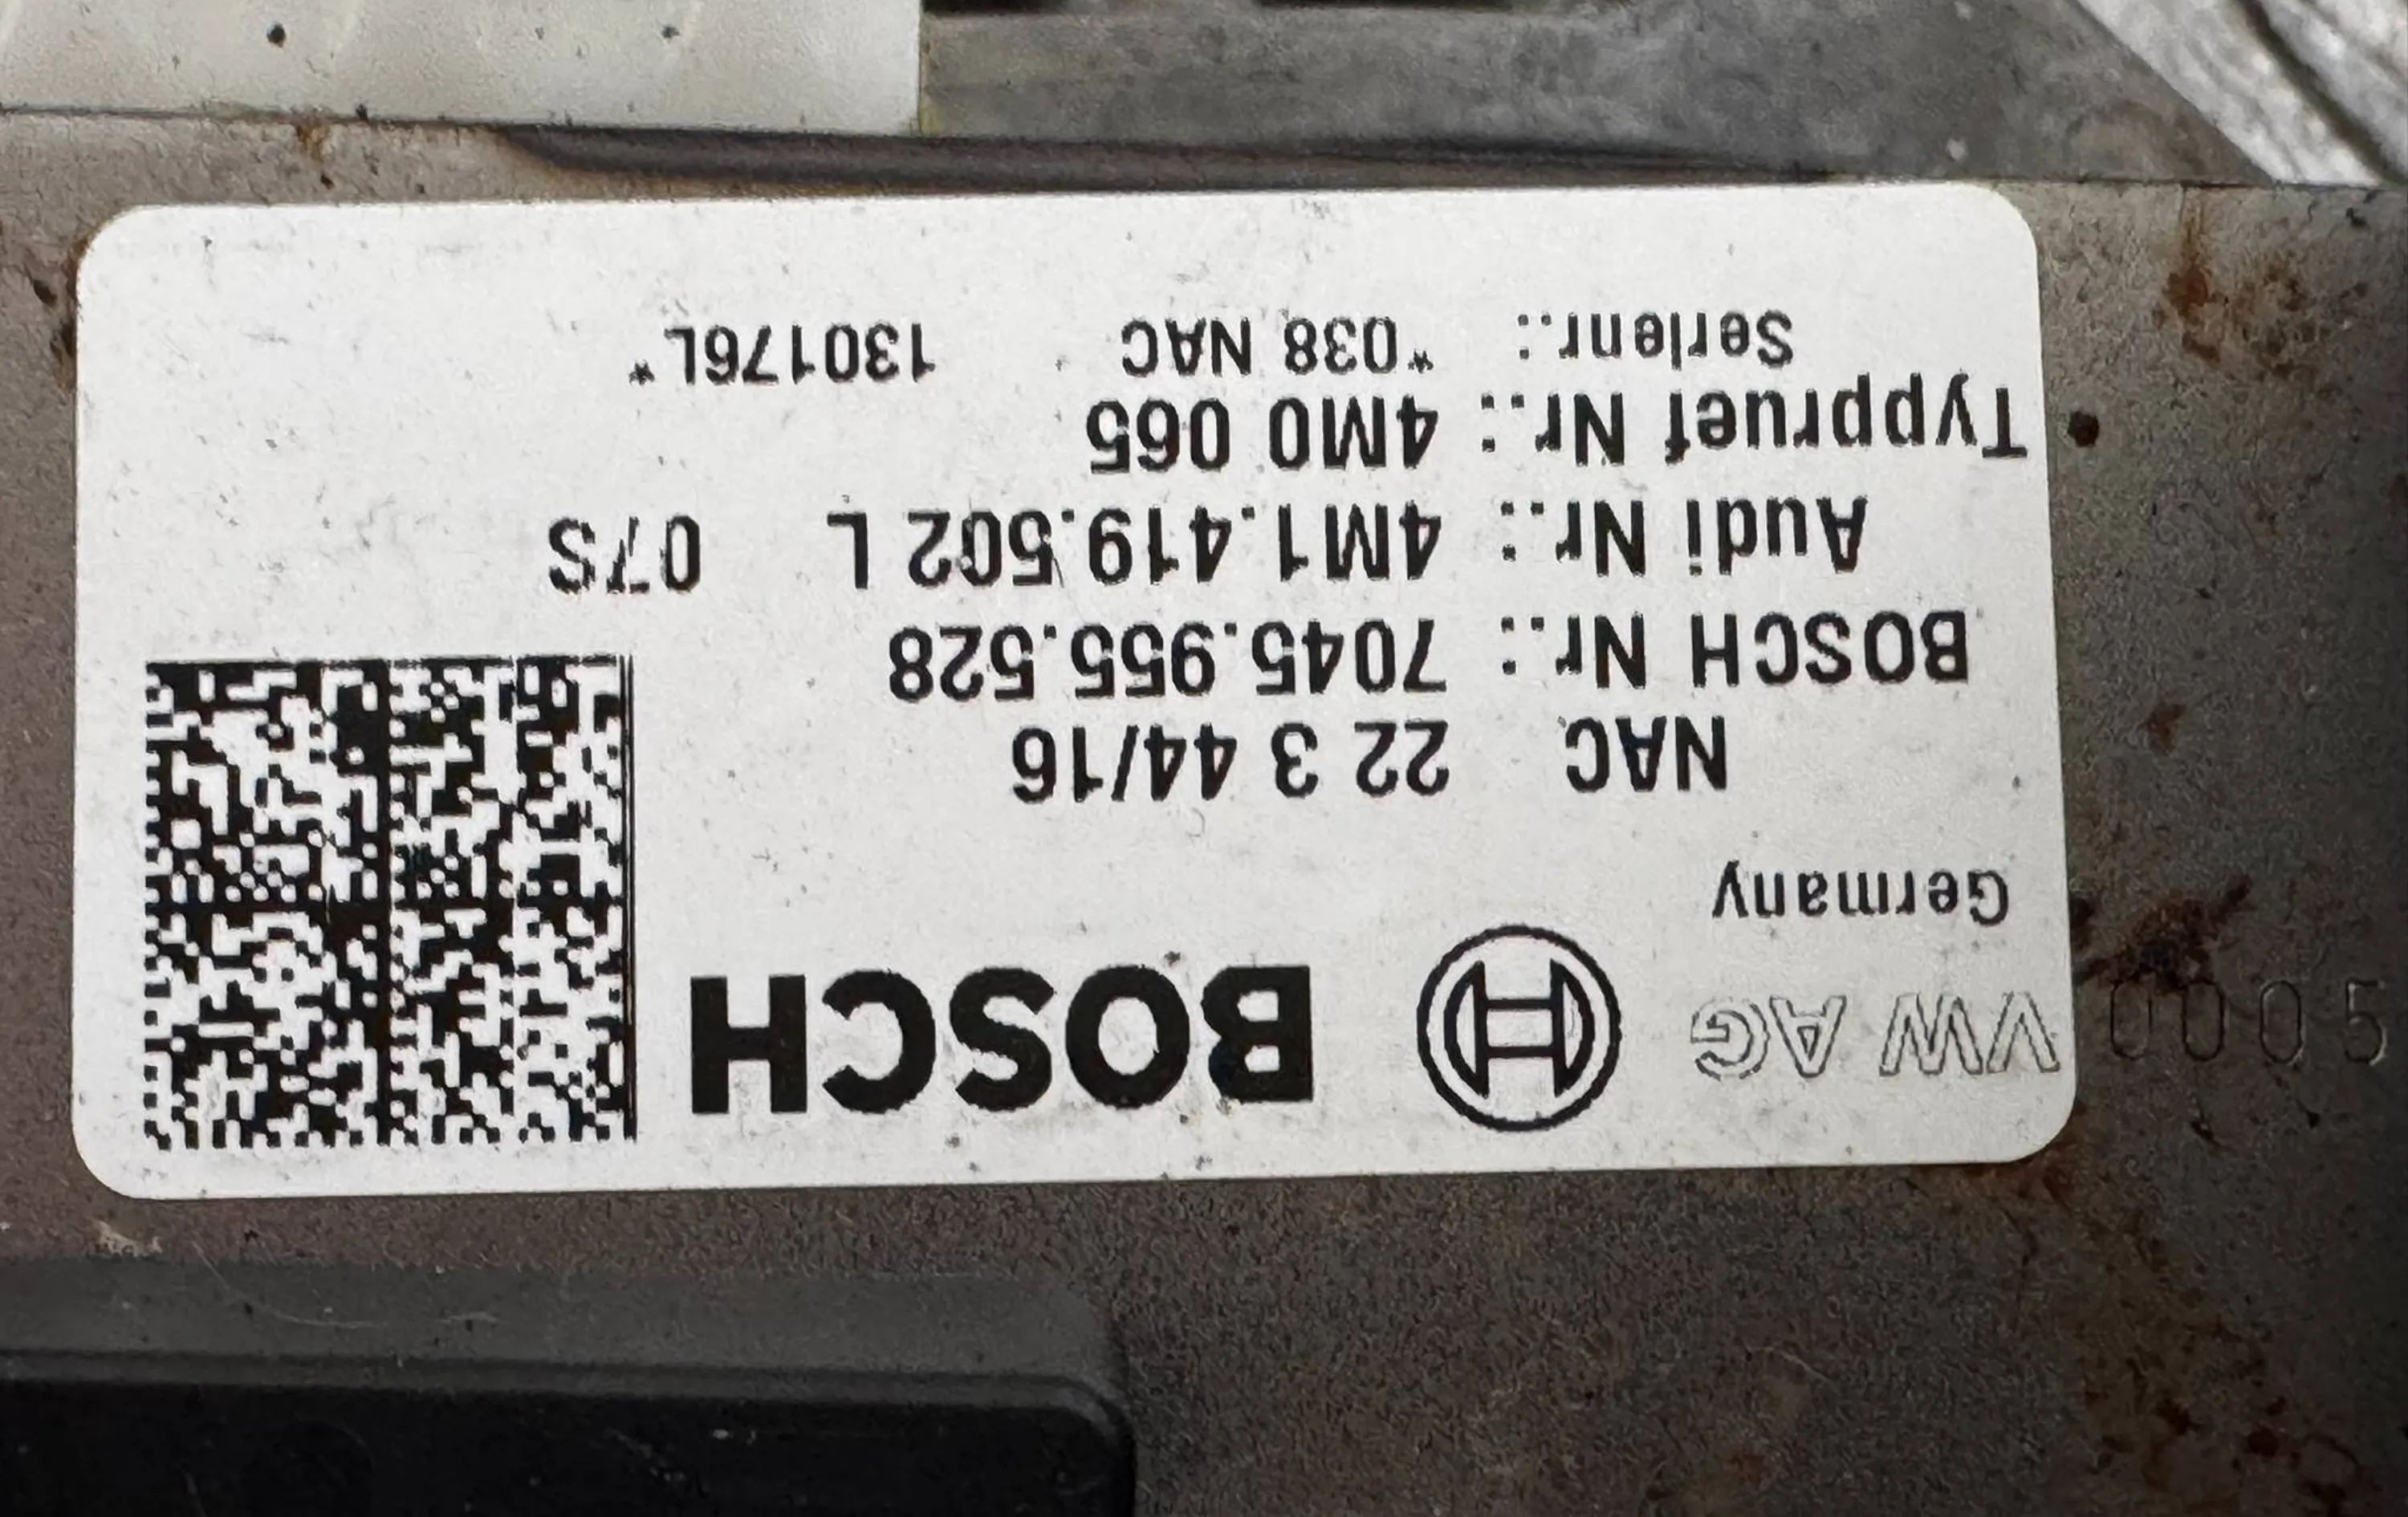 VW AG BOSCH
Germany
NAC 22 3 44/16
BOSCH Nr.: 7045.955.528
Audi Nr.: 4M1.419.502 L 07S
Typpruef Nr.: 4M0 065
Serienr.: *038 NAC 130176L*
0005